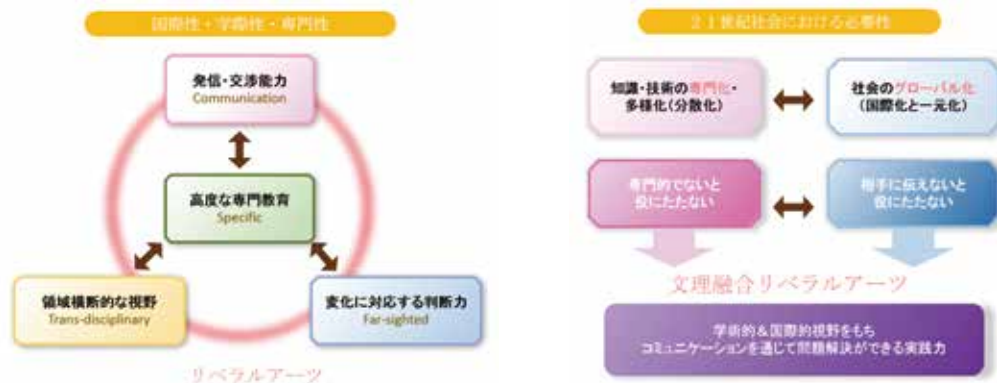 国際性+学際性・専門性
発信・交渉能力
Communication
高度な専門教育
Specific
領域横断的な視野
Trans-disciplinary
変化に対応する判断力
Far-sighted
リベラルアーツ
21世紀社会における必要性
知識・技術の専門化・
多様化(分散化)
社会のグローバル化
(国際化と一元化)
専門的でないと
役にたたない
相手に伝えないと
役にたたない
文理融合リベラルアーツ
学術的&国際的視野をもち
コミュニケーションを通じて問題解決ができる実践力